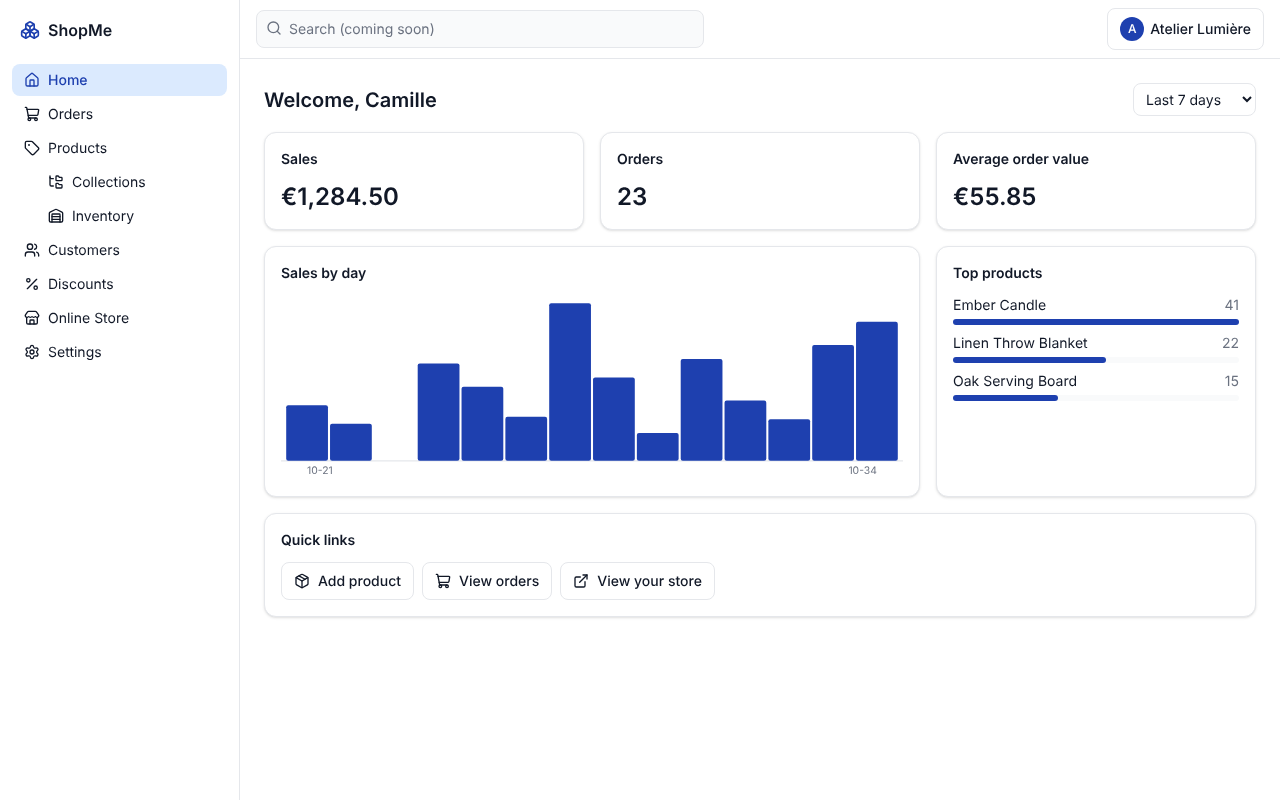 ShopMe
Search (coming soon)
A Atelier Lumière
Home
Orders
Products
Collections
Inventory
Customers
Discounts
Online Store
Settings
Welcome, Camille
Last 7 days
Sales
€1,284.50
Orders
23
Average order value
€55.85
Sales by day
10-21 10-34
Top products
Ember Candle 41
Linen Throw Blanket 22
Oak Serving Board 15
Quick links
Add product View orders View your store